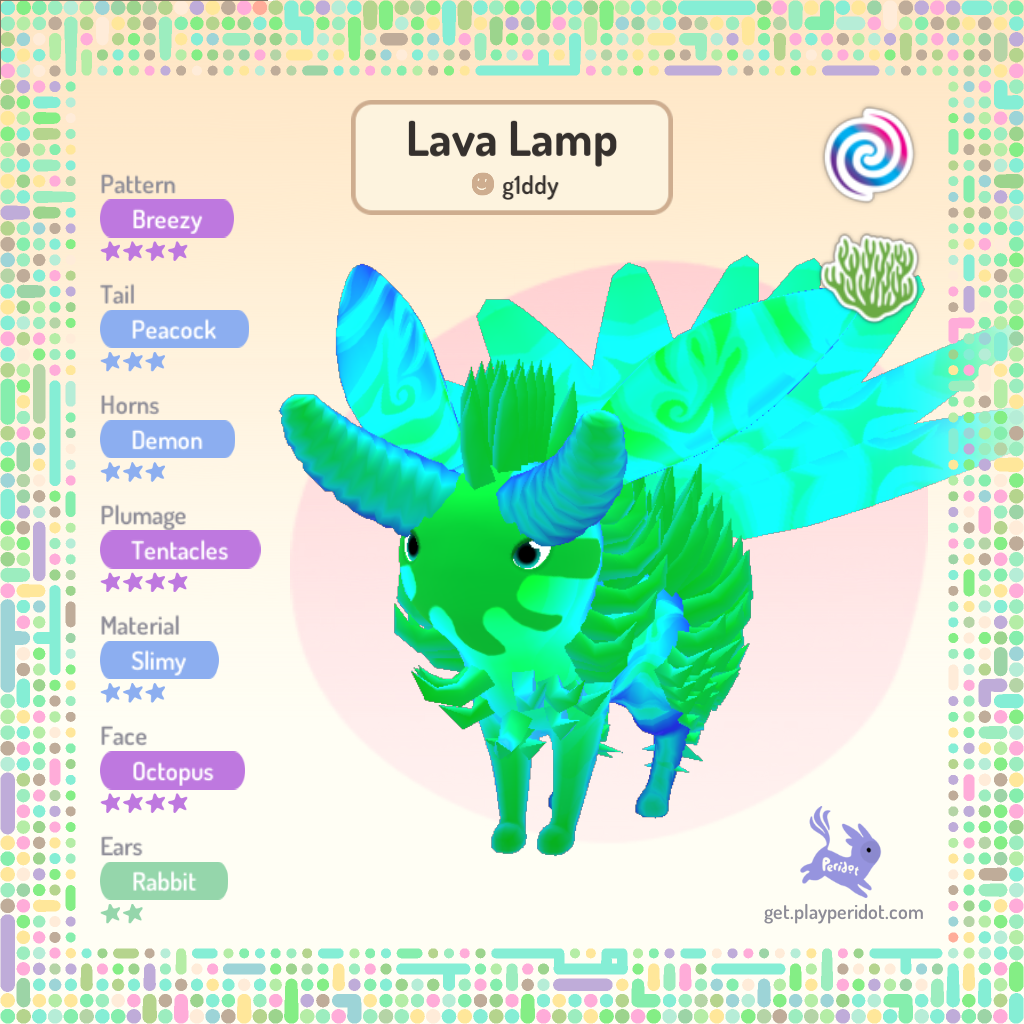 Lava Lamp
g1ddy
Pattern
Breezy
Tail
Peacock
Horns
Demon
Plumage
Tentacles
Material
Slimy
Face
Octopus
Ears
Rabbit
Peridot
get.playperidot.com